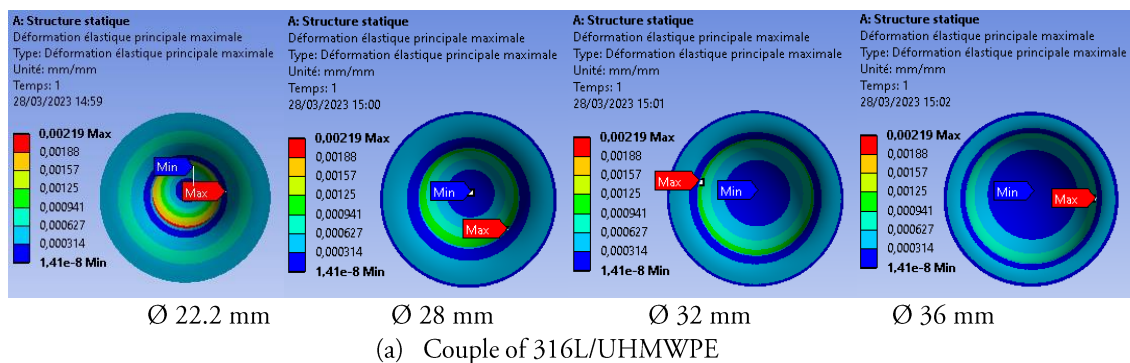 A: Structure statique
Déformation élastique principale maximale
Type: Déformation élastique principale maximale
Unité: mm/mm
Temps: 1
28/03/2023 14:59
0,00219 Max
0,00188
0,00157
0,00125
0,000941
0,000627
0,000314
1,41e-8 Min
Min
Max
A: Structure statique
Déformation élastique principale maximale
Type: Déformation élastique principale maximale
Unité: mm/mm
Temps: 1
28/03/2023 15:00
0,00219 Max
0,00188
0,00157
0,00125
0,000941
0,000627
0,000314
1,41e-8 Min
Min
Max
A: Structure statique
Déformation élastique principale maximale
Type: Déformation élastique principale maximale
Unité: mm/mm
Temps: 1
28/03/2023 15:01
0,00219 Max
0,00188
0,00157
0,00125
0,000941
0,000627
0,000314
1,41e-8 Min
Max
Min
A: Structure statique
Déformation élastique principale maximale
Type: Déformation élastique principale maximale
Unité: mm/mm
Temps: 1
28/03/2023 15:02
0,00219 Max
0,00188
0,00157
0,00125
0,000941
0,000627
0,000314
1,41e-8 Min
Min
Max
Ø 22.2 mm
Ø 28 mm
Ø 32 mm
Ø 36 mm
(a) Couple of 316L/UHMWPE